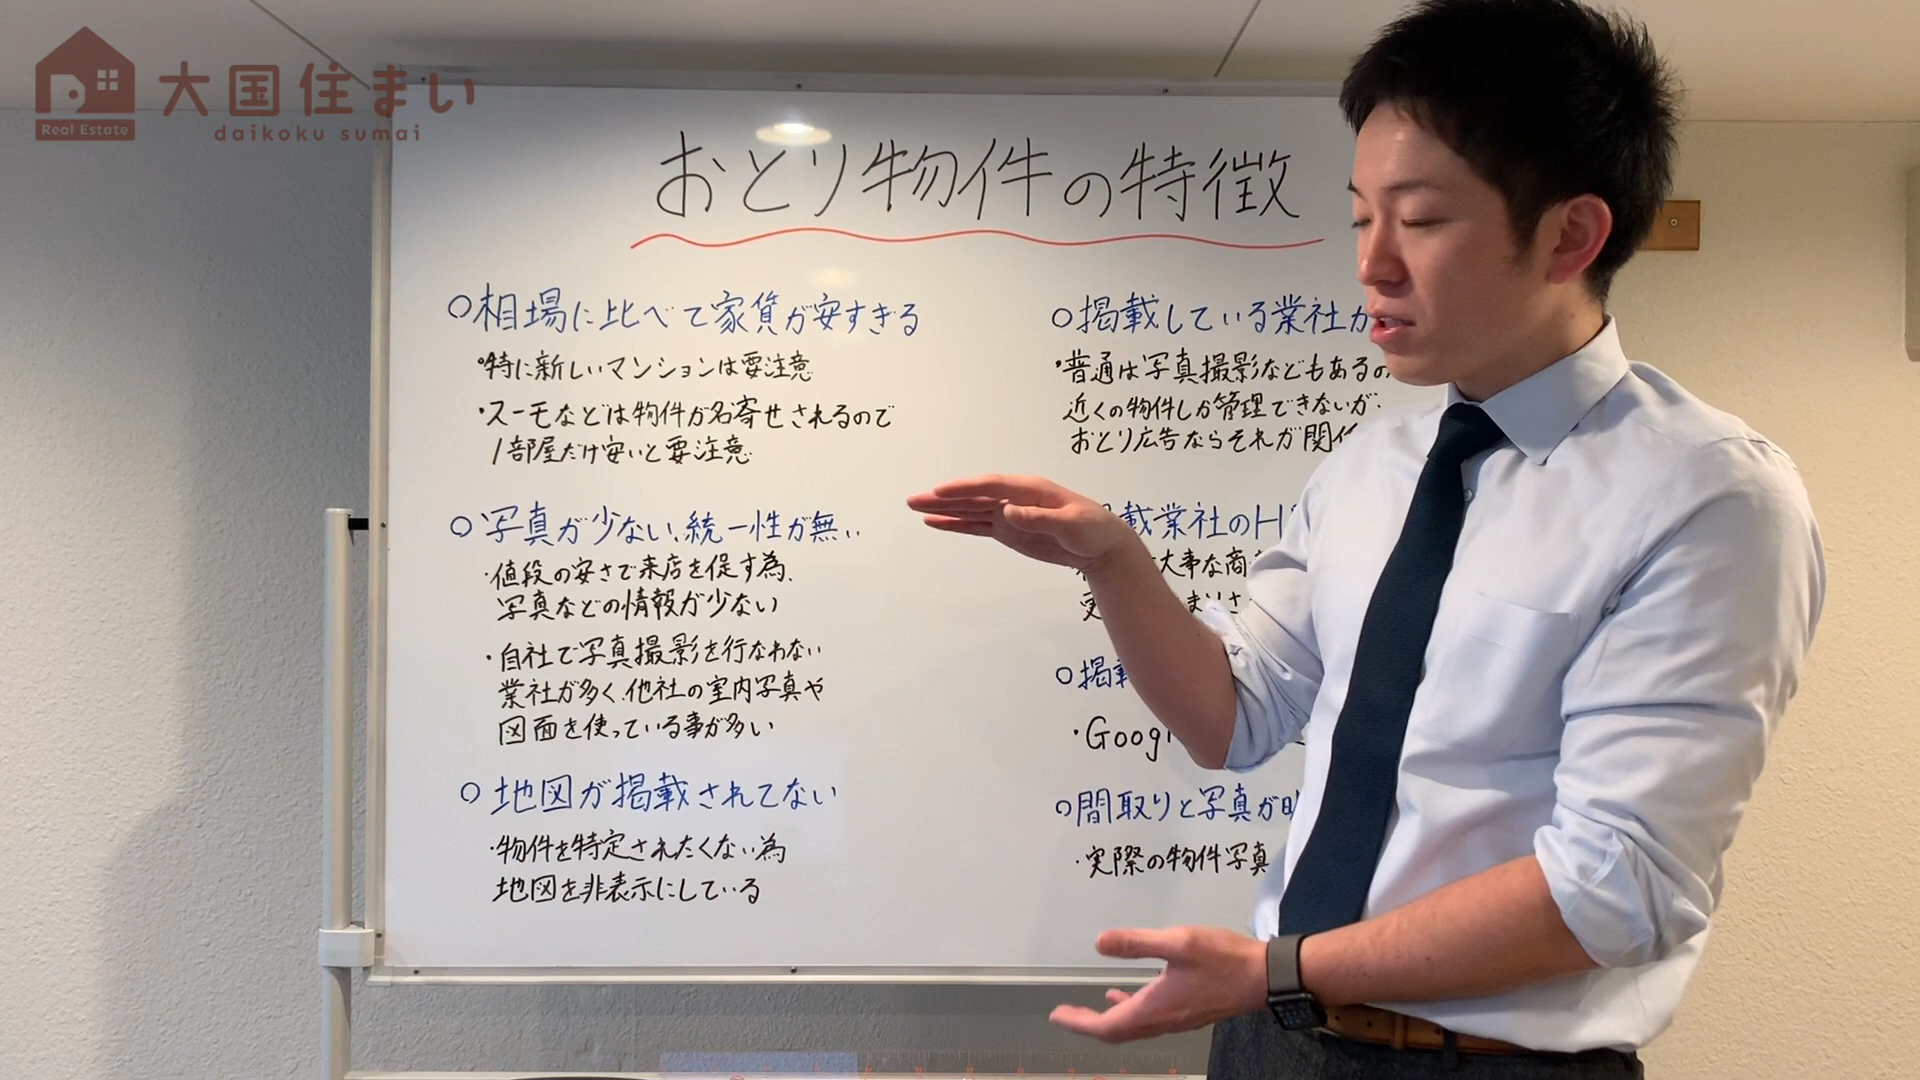 大国住まい
Real Estate
daikoku sumai
おとり物件の特徴
○相場に比べて家賃が安すぎる
・特に新しいマンションは要注意
・スーモなどは物件が名寄せされるので
1部屋だけ安いと要注意
○写真が少ない、統一性が無い
・値段の安さで来店を促す為、
写真などの情報が少ない
・自社で写真撮影を行なわない
業社が多く、他社の室内写真や
図面を使っている事が多い
○地図が掲載されてない
・物件を特定されたくない為
地図を非表示にしている
○掲載している業社が
・普通は写真撮影などもあるの
近くの物件しか管理できないが、
おとり広告ならそれが関係
掲載業社のH
大事な商
○掲載
・Googl
○間取りと写真が
・実際の物件写真